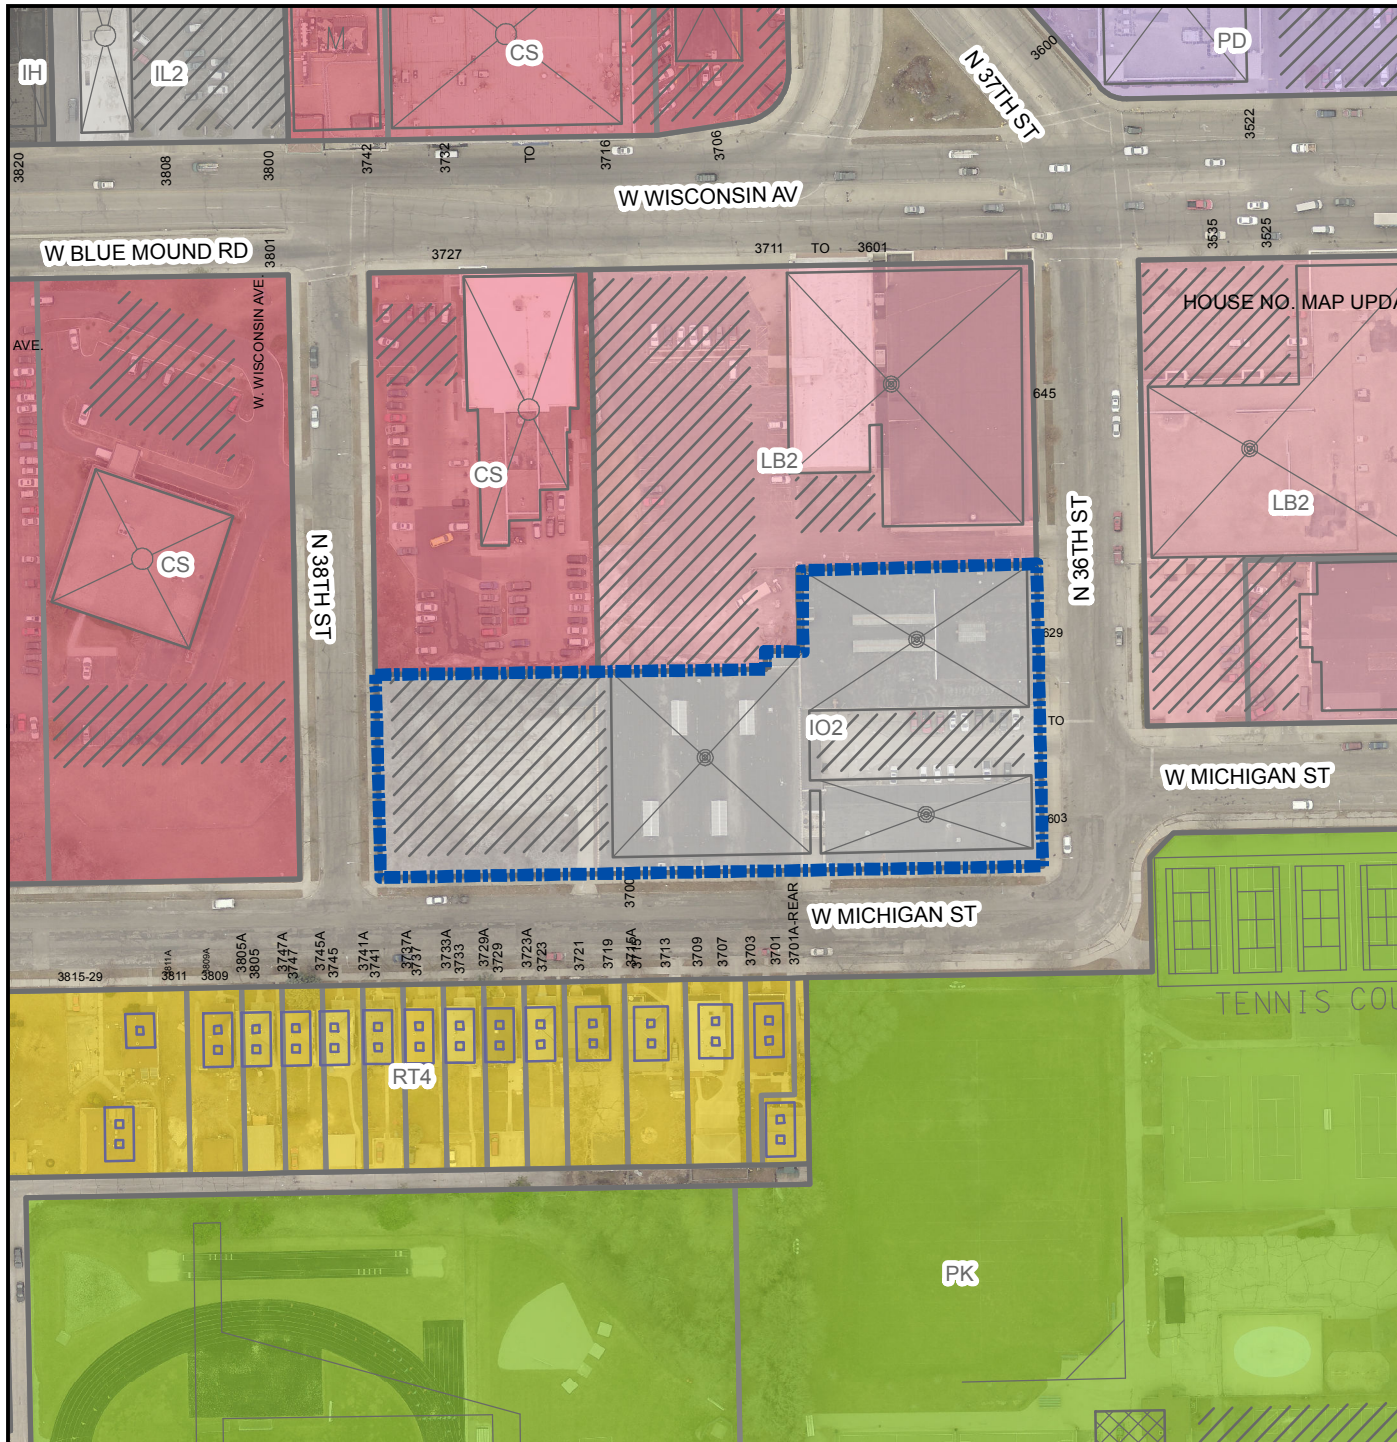 IH
IL2
M
CS
PD
N 37TH ST
3600
3820
3808
3800
3742
3732
TO
3716
3706
3522
W WISCONSIN AV
W BLUE MOUND RD
3801
3727
3711 TO 3601
3535
3525
HOUSE NO. MAP UPDA
AVE.
W. WISCONSIN AVE.
645
CS
LB2
LB2
CS
N 38TH ST
N 36TH ST
629
TO
603
IO2
W MICHIGAN ST
3700
W MICHIGAN ST
3815-29
3811A
3811
3809A
3809
3805A
3805
3747A
3747
3745A
3745
3741A
3741
3737A
3737
3733A
3733
3729A
3729
3723A
3723
3721
3719
3715A
3715
3713
3709
3707
3703
3701
3701A-REAR
TENNIS COU
RT4
PK